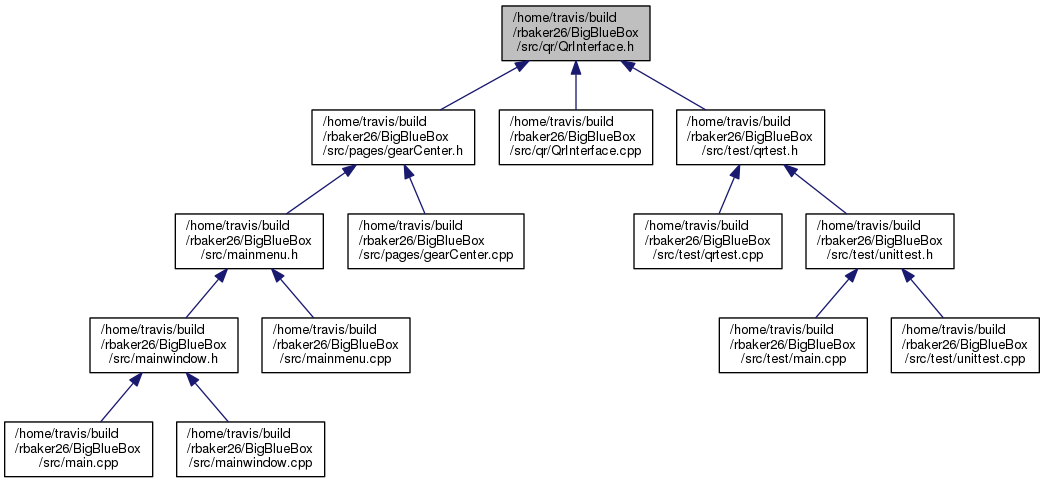 /home/travis/build
/rbaker26/BigBlueBox
/src/qr/QrInterface.h
/home/travis/build
/rbaker26/BigBlueBox
/src/pages/gearCenter.h
/home/travis/build
/rbaker26/BigBlueBox
/src/qr/QrInterface.cpp
/home/travis/build
/rbaker26/BigBlueBox
/src/test/qrtest.h
/home/travis/build
/rbaker26/BigBlueBox
/src/mainmenu.h
/home/travis/build
/rbaker26/BigBlueBox
/src/pages/gearCenter.cpp
/home/travis/build
/rbaker26/BigBlueBox
/src/test/qrtest.cpp
/home/travis/build
/rbaker26/BigBlueBox
/src/test/unittest.h
/home/travis/build
/rbaker26/BigBlueBox
/src/mainwindow.h
/home/travis/build
/rbaker26/BigBlueBox
/src/mainmenu.cpp
/home/travis/build
/rbaker26/BigBlueBox
/src/test/main.cpp
/home/travis/build
/rbaker26/BigBlueBox
/src/test/unittest.cpp
/home/travis/build
/rbaker26/BigBlueBox
/src/main.cpp
/home/travis/build
/rbaker26/BigBlueBox
/src/mainwindow.cpp